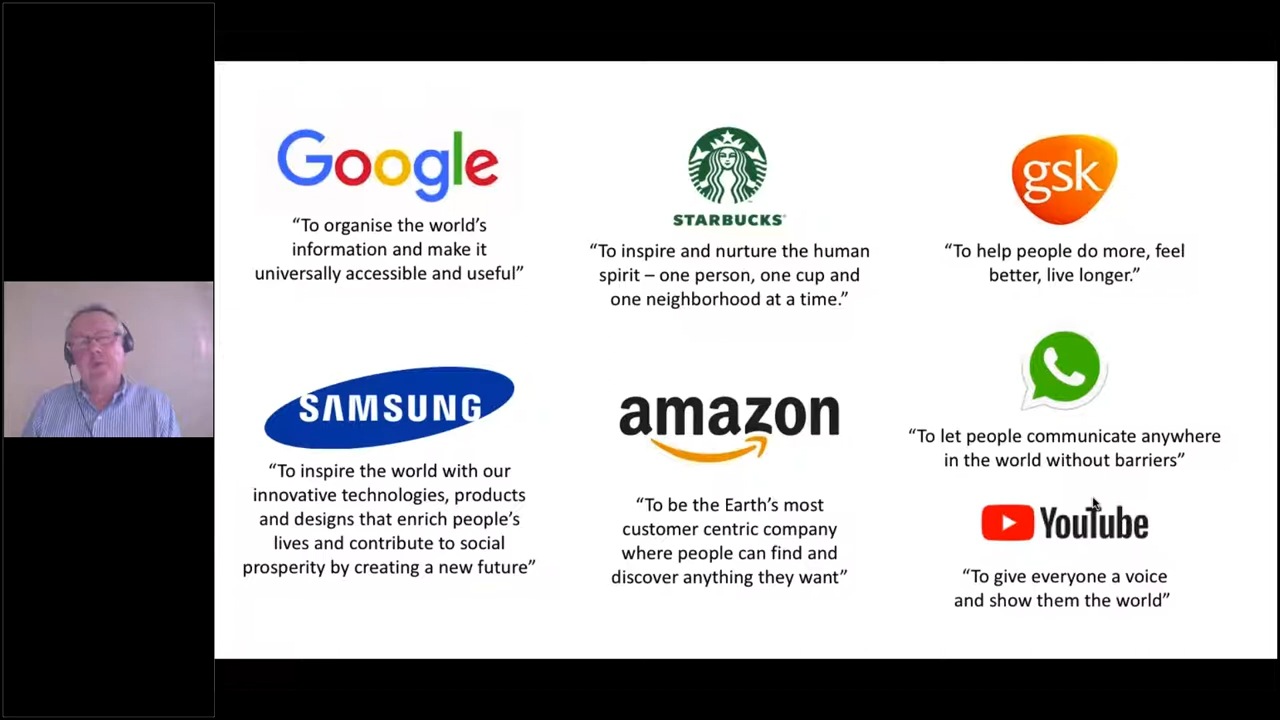 Google
“To organise the world’s
information and make it
universally accessible and useful”
STARBUCKS
“To inspire and nurture the human
spirit – one person, one cup and
one neighborhood at a time.”
gsk
“To help people do more, feel
better, live longer.”
SAMSUNG
“To inspire the world with our
innovative technologies, products
and designs that enrich people’s
lives and contribute to social
prosperity by creating a new future”
amazon
“To be the Earth’s most
customer centric company
where people can find and
discover anything they want”
“To let people communicate anywhere
in the world without barriers”
YouTube
“To give everyone a voice
and show them the world”